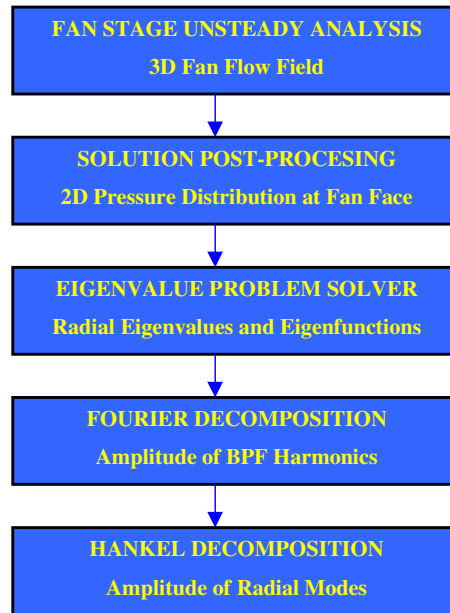 FAN STAGE UNSTEADY ANALYSIS
3D Fan Flow Field
SOLUTION POST-PROCESING
2D Pressure Distribution at Fan Face
EIGENVALUE PROBLEM SOLVER
Radial Eigenvalues and Eigenfunctions
FOURIER DECOMPOSITION
Amplitude of BPF Harmonics
HANKEL DECOMPOSITION
Amplitude of Radial Modes